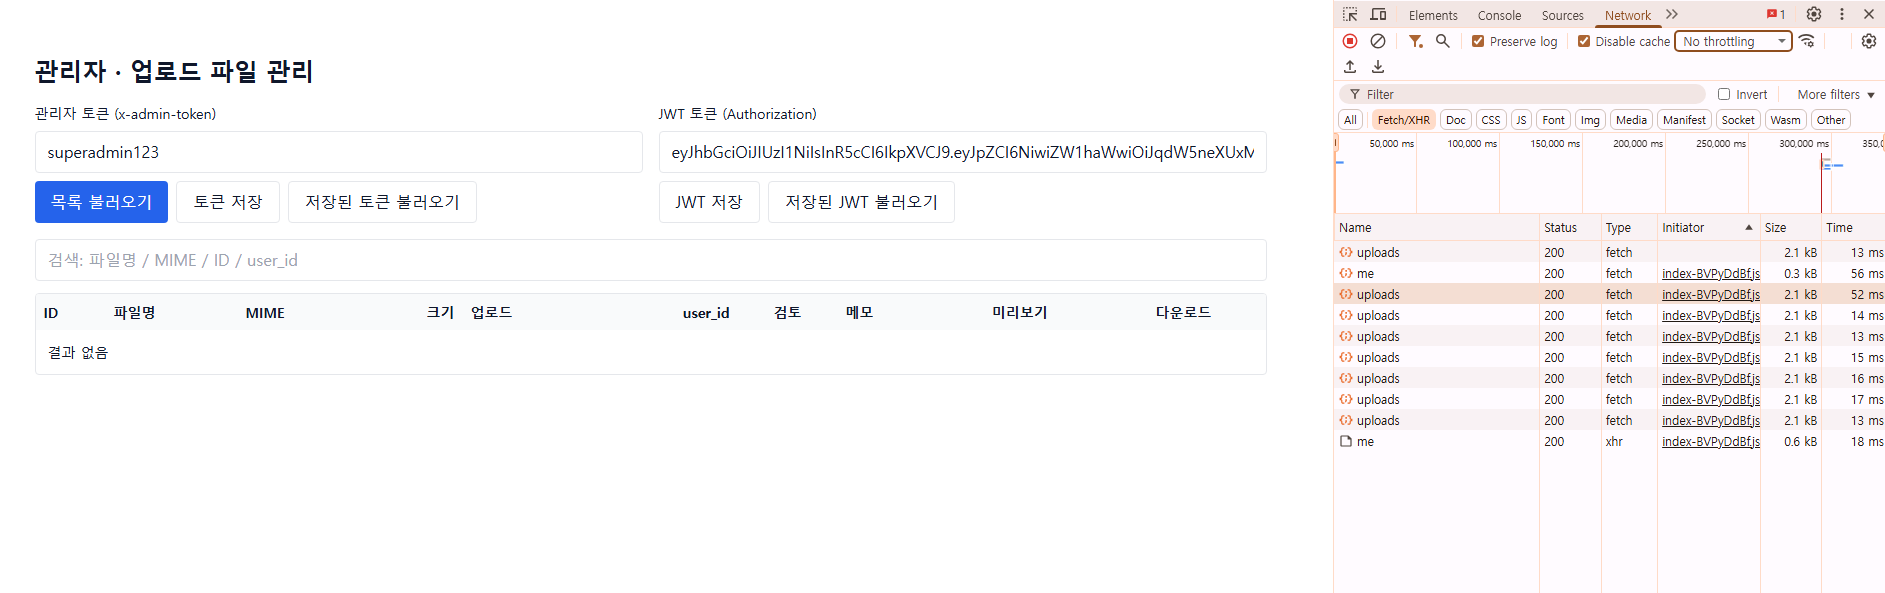 관리자 · 업로드 파일 관리
관리자 토큰 (x-admin-token)
JWT 토큰 (Authorization)
superadmin123
eyJhbGciOiJIUzI1NiIsInR5cCI6IkpXVCJ9.eyJpZCI6NiwiZW1haWwiOiJqdW5neXUxM
목록 불러오기 토큰 저장 저장된 토큰 불러오기
JWT 저장 저장된 JWT 불러오기
검색: 파일명 / MIME / ID / user_id
ID 파일명 MIME 크기 업로드 user_id 검토 메모 미리보기 다운로드
결과 없음
Elements Console Sources Network 1
Preserve log Disable cache No throttling
Filter Invert More filters
All Fetch/XHR Doc CSS JS Font Img Media Manifest Socket Wasm Other
50,000 ms 100,000 ms 150,000 ms 200,000 ms 250,000 ms 300,000 ms 350,0
Name Status Type Initiator Size Time
uploads 200 fetch 2.1 kB 13 ms
me 200 fetch index-BVPyDdBf.js 0.3 kB 56 ms
uploads 200 fetch index-BVPyDdBf.js 2.1 kB 52 ms
uploads 200 fetch index-BVPyDdBf.js 2.1 kB 14 ms
uploads 200 fetch index-BVPyDdBf.js 2.1 kB 13 ms
uploads 200 fetch index-BVPyDdBf.js 2.1 kB 15 ms
uploads 200 fetch index-BVPyDdBf.js 2.1 kB 16 ms
uploads 200 fetch index-BVPyDdBf.js 2.1 kB 17 ms
uploads 200 fetch index-BVPyDdBf.js 2.1 kB 13 ms
me 200 xhr index-BVPyDdBf.js 0.6 kB 18 ms